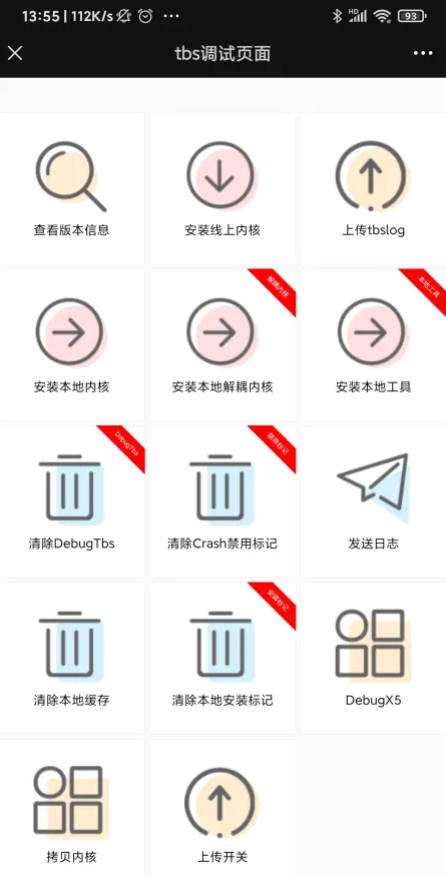 13:55 | 112K/s
HD
93
tbs调试页面
查看版本信息
安装线上内核
上传tbslog
安装本地内核
解耦内核
安装本地解耦内核
本地工具
安装本地工具
DebugTbs
清除DebugTbs
禁用标记
清除Crash禁用标记
发送日志
清除本地缓存
安装标记
清除本地安装标记
DebugX5
拷贝内核
上传开关